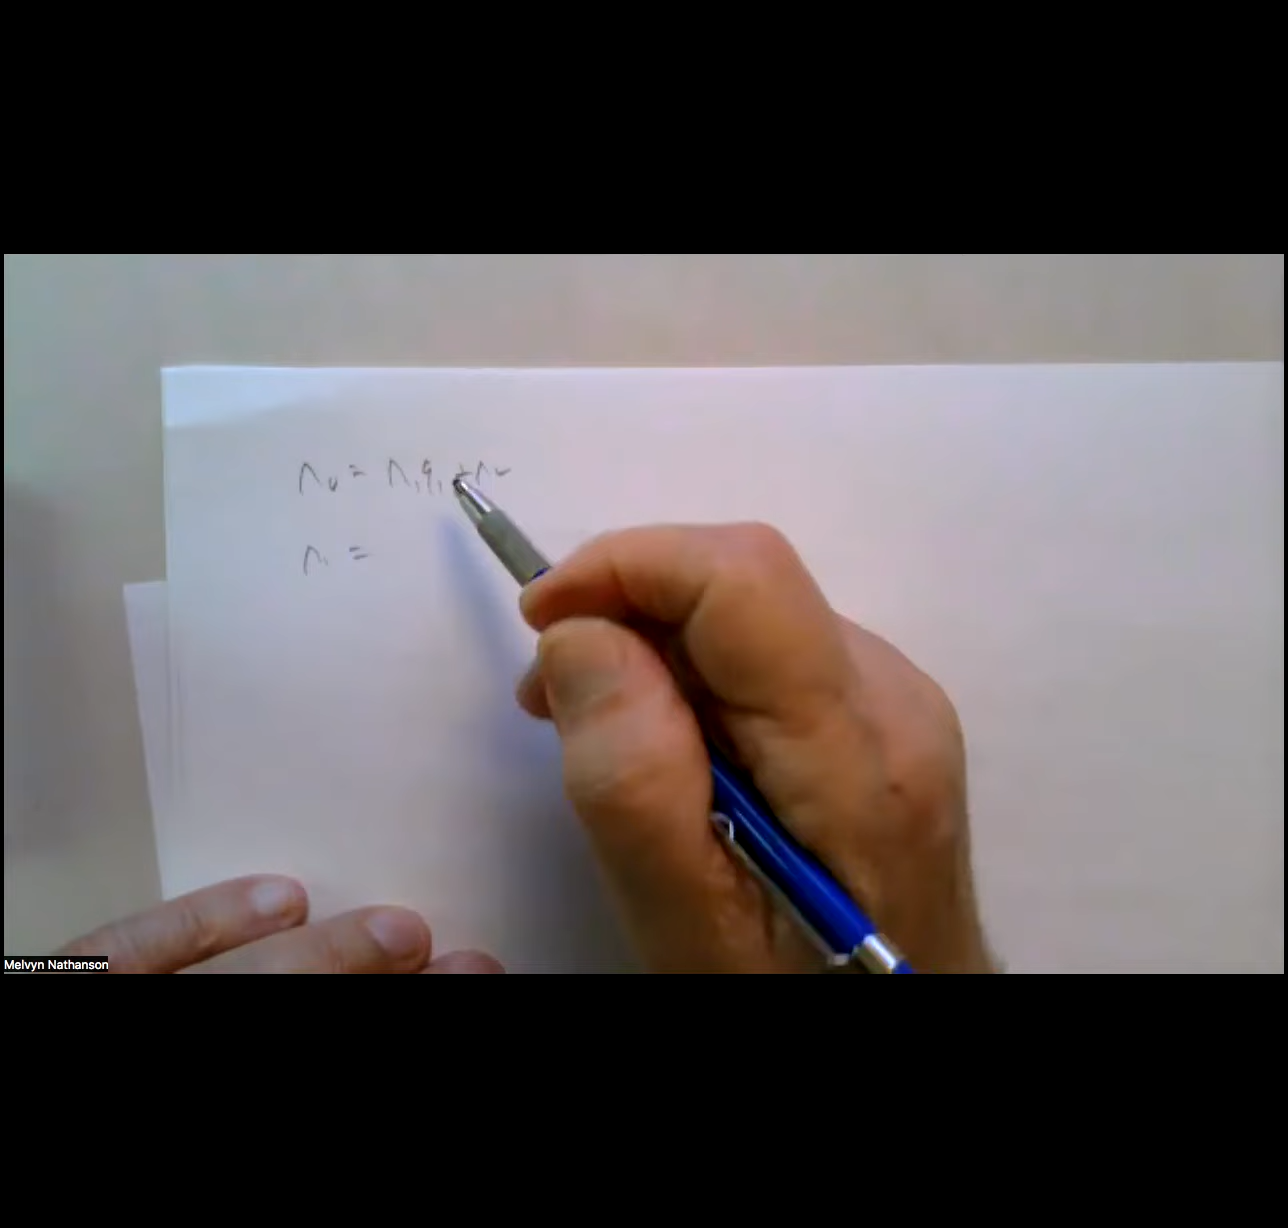 r₀ = r₁q₁ + r₂
r₁ =
Melvyn Nathanson